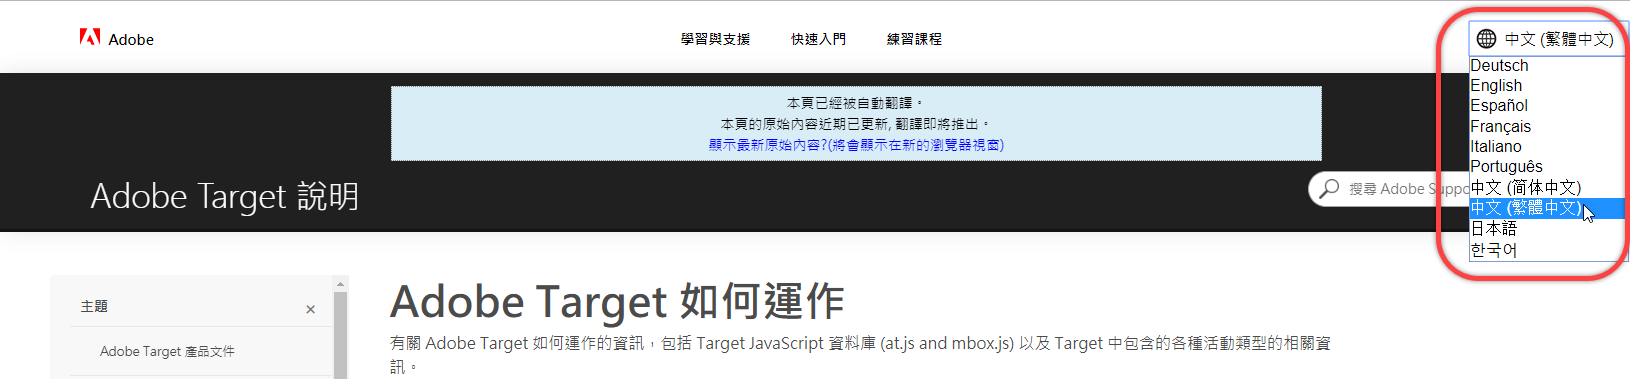 Adobe
學習與支援
快速入門
練習課程
中文 (繁體中文)
Deutsch
English
Español
Français
Italiano
Português
中文 (简体中文)
中文 (繁體中文)
日本語
한국어
本頁已經被自動翻譯。
本頁的原始內容近期已更新, 翻譯即將推出。
顯示最新原始內容?(將會顯示在新的瀏覽器視窗)
Adobe Target 說明
搜尋 Adobe Suppo
主題
×
Adobe Target 產品文件
Adobe Target 如何運作
有關 Adobe Target 如何運作的資訊，包括 Target JavaScript 資料庫 (at.js and mbox.js) 以及 Target 中包含的各種活動類型的相關資
訊。